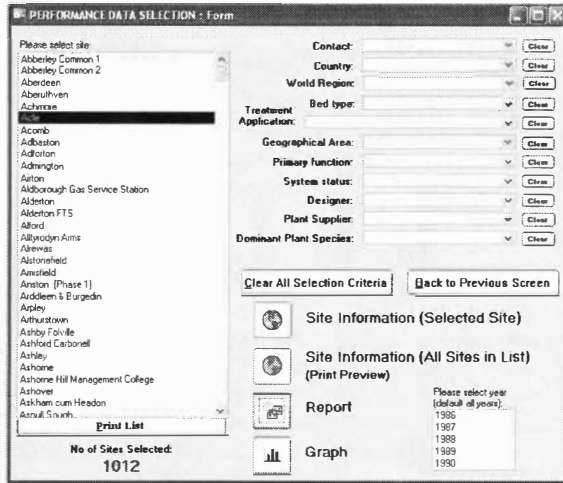 PERFORMANCE DATA SELECTION : Form
Please select site:
Abberley Common 1
Abberley Common 2
Aberdeen
Aberuthven
Achmore
Acle
Acomb
Adbaston
Adforton
Admington
Airton
Aldborough Gas Service Station
Alderton
Alderton FTS
Alford
Alltyrodyn Arms
Alrewas
Alstonefield
Amisfield
Anston (Phase 1)
Arddleen & Burgedin
Arpley
Arthurstown
Ashby Folville
Ashford Carbonell
Ashley
Ashorne
Ashorne Hill Management College
Ashover
Askham cum Headon
Aspull Sough
Print List
No of Sites Selected:
1012
Contact: Clear
Country: Clear
World Region: Clear
Bed type: Clear
Treatment
Application: Clear
Geographical Area: Clear
Primary function: Clear
System status: Clear
Designer: Clear
Plant Supplier: Clear
Dominant Plant Species: Clear
Clear All Selection Criteria
Back to Previous Screen
Site Information (Selected Site)
Site Information (All Sites in List)
(Print Preview)
Report
Graph
Please select year
(default all years):
1986
1987
1988
1989
1990